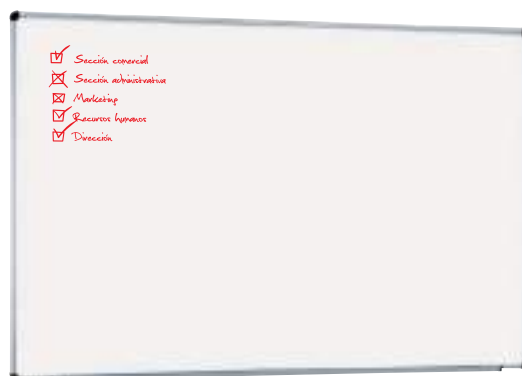 Sección comercial
Sección administrativa
Marketing
Recursos humanos
Dirección